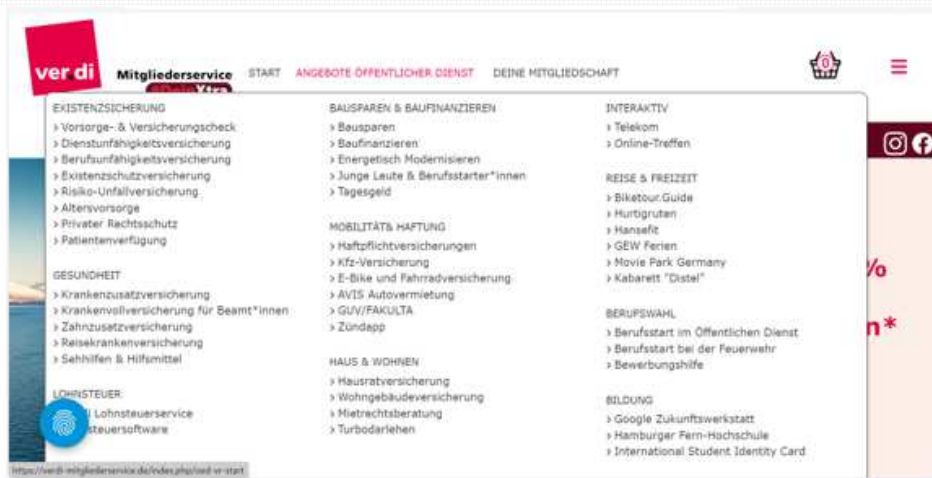 ver.di
Mitgliederservice
START
ANGEBOTE ÖFFENTLICHER DIENST
DEINE MITGLIEDSCHAFT
0
EXISTENZSICHERUNG
› Vorsorge- & Versicherungscheck
› Dienstunfähigkeitsversicherung
› Berufsunfähigkeitsversicherung
› Existenzschutzversicherung
› Risiko-Unfallversicherung
› Altersvorsorge
› Privater Rechtsschutz
› Patientenverfügung
GESUNDHEIT
› Krankenzusatzversicherung
› Krankenvollversicherung für Beamt*innen
› Zahnzusatzversicherung
› Reisekrankenversicherung
› Sehhilfen & Hilfsmittel
LOHNSTEUER
Lohnsteuerservice
steuersoftware
BAUSPAREN & BAUFINANZIEREN
› Bausparen
› Baufinanzieren
› Energetisch Modernisieren
› Junge Leute & Berufsstarter*innen
› Tagesgeld
MOBILITÄT& HAFTUNG
› Haftpflichtversicherungen
› Kfz-Versicherung
› E-Bike und Fahrradversicherung
› AVIS Autovermietung
› GUV/FAKULTA
› Zündapp
HAUS & WOHNEN
› Hausratversicherung
› Wohngebäudeversicherung
› Mietrechtsberatung
› Turbodarlehen
INTERAKTIV
› Telekom
› Online-Treffen
REISE & FREIZEIT
› Biketour.Guide
› Hurtigruten
› Hansefit
› GEW Ferien
› Movie Park Germany
› Kabarett "Distel"
BERUFSWAHL
› Berufsstart im Öffentlichen Dienst
› Berufsstart bei der Feuerwehr
› Bewerbungshilfe
BILDUNG
› Google Zukunftswerkstatt
› Hamburger Fern-Hochschule
› International Student Identity Card
%
n*